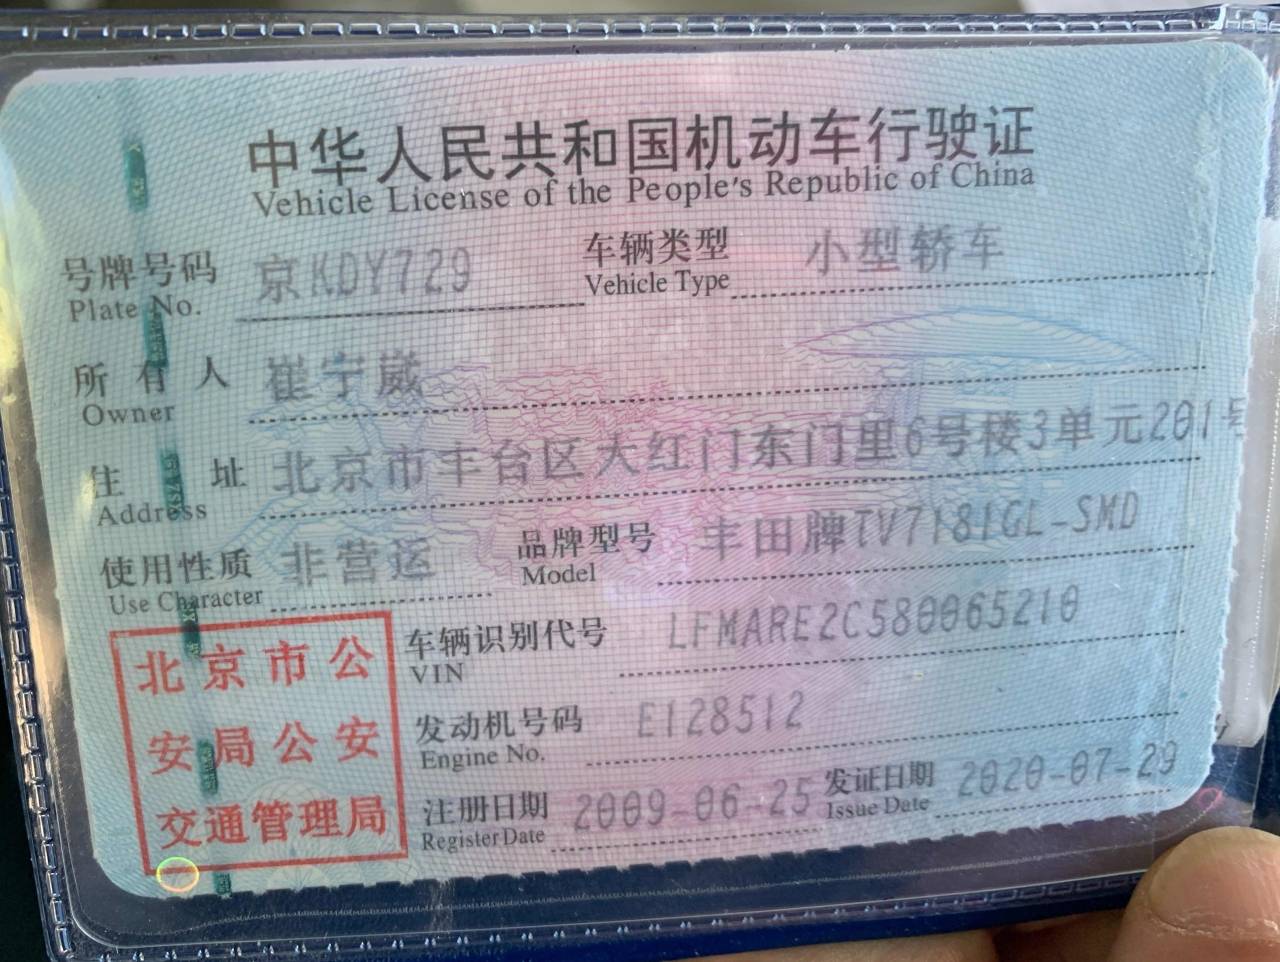 中华人民共和国机动车行驶证
Vehicle License of the People's Republic of China
号牌号码 京KDY729 车辆类型 小型轿车
Plate No. Vehicle Type
所有人 崔宁崴
Owner
住址 北京市丰台区大红门东门里6号楼3单元201号
Address
使用性质 非营运 品牌型号 丰田牌TV7181GL-SMD
Use Character Model
北京市公
安局公安
交通管理局
车辆识别代号 LFMARE2C580065210
VIN
发动机号码 E128512
Engine No.
注册日期 2009-06-25 发证日期 2020-07-29
Register Date Issue Date